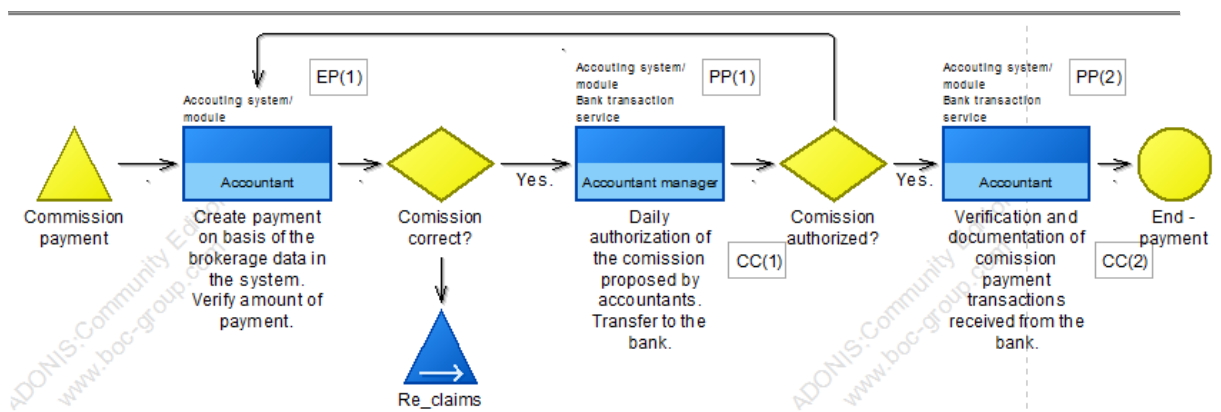 EP(1)
Accouting system/
module
Accouting system/
module
Bank transaction
service
PP(1)
Accouting system/
module
Bank transaction
service
PP(2)
Accountant
Accountant manager
Accountant
Yes.
Yes.
Commission
payment
Create payment
on basis of the
brokerage data in
the system.
Verify amount of
payment.
Comission
correct?
Daily
authorization of
the comission
proposed by
accountants.
Transfer to the
bank.
CC(1)
Comission
authorized?
Verification and
documentation of
comission
payment
transactions
received from the
bank.
CC(2)
End -
payment
Re_claims
ADONIS:Community Edition
www.boc-group.com
ADONIS:Community Edition
www.boc-group.com